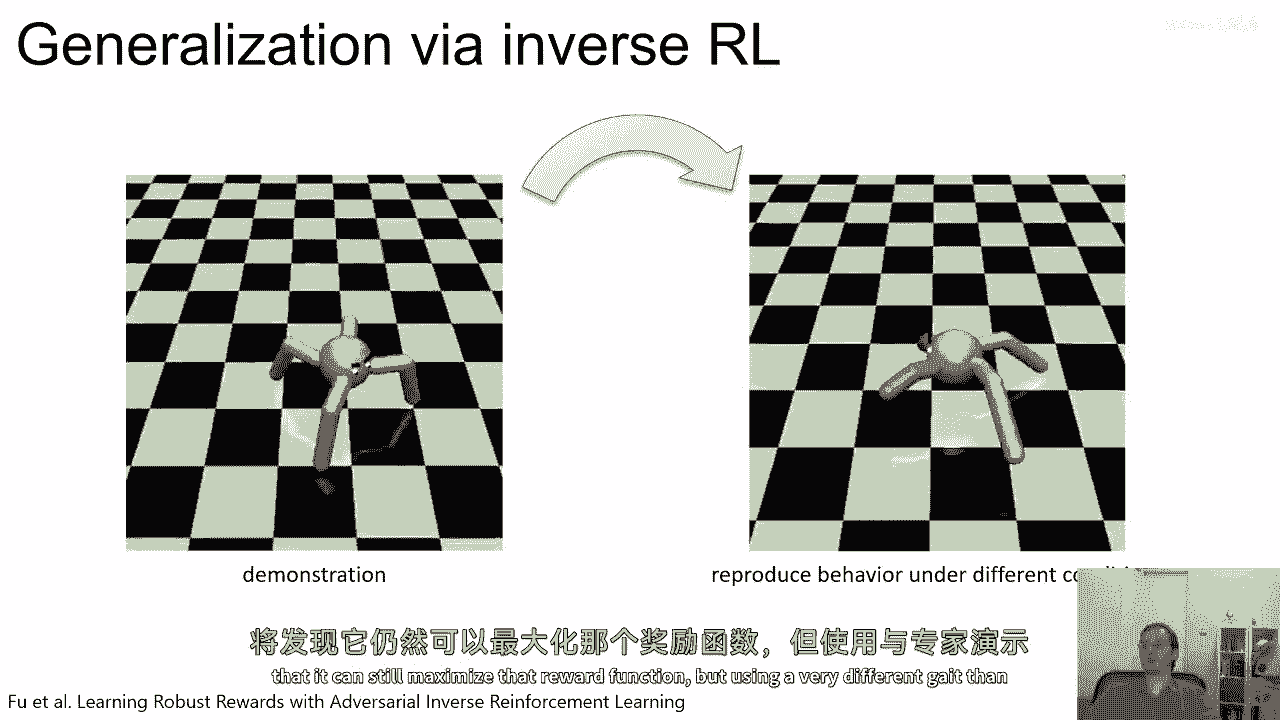 Generalization via inverse RL
demonstration
reproduce behavior under different
将发现它仍然可以最大化那个奖励函数，但使用与专家演示
that it can still maximize that reward function, but using a very different gait than
Fu et al. Learning Robust Rewards with Adversarial Inverse Reinforcement Learning